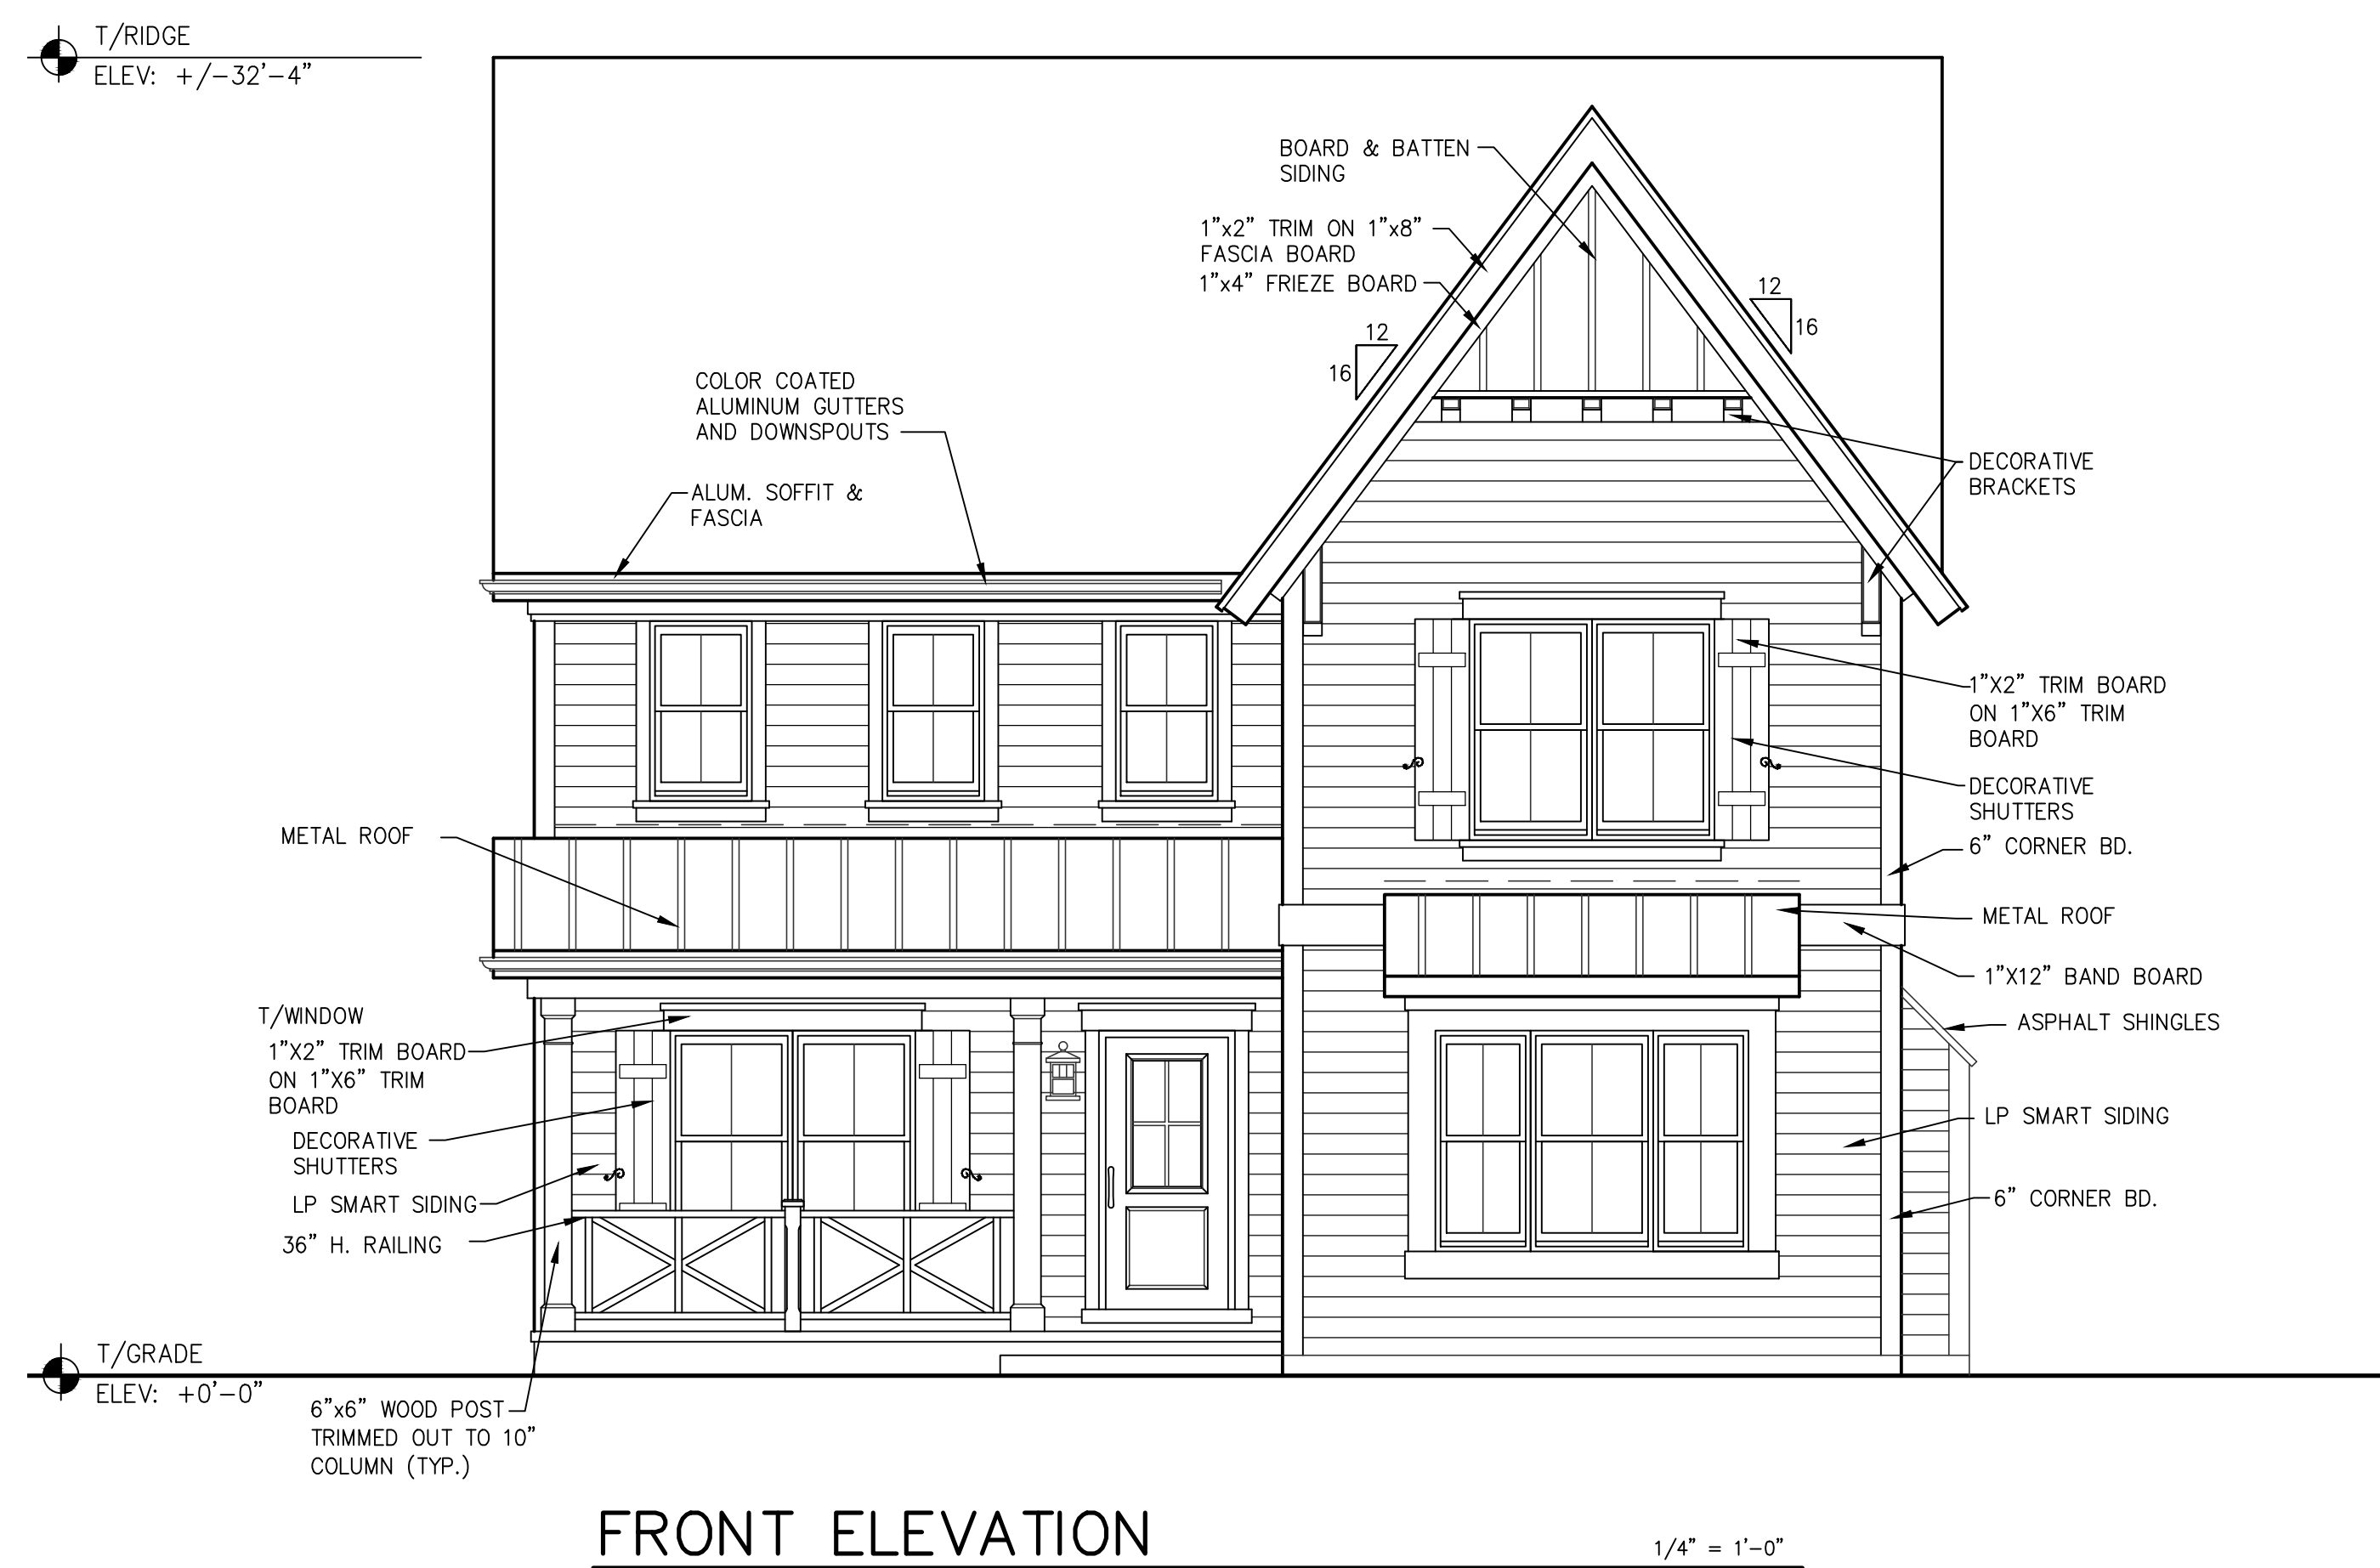 T/RIDGE
ELEV: +/-32'-4"
BOARD & BATTEN
SIDING
1"x2" TRIM ON 1"x8"
FASCIA BOARD
1"x4" FRIEZE BOARD
12
16
12
16
COLOR COATED
ALUMINUM GUTTERS
AND DOWNSPOUTS
ALUM. SOFFIT &
FASCIA
DECORATIVE
BRACKETS
1"X2" TRIM BOARD
ON 1"X6" TRIM
BOARD
DECORATIVE
SHUTTERS
6" CORNER BD.
METAL ROOF
METAL ROOF
1"X12" BAND BOARD
ASPHALT SHINGLES
LP SMART SIDING
6" CORNER BD.
T/WINDOW
1"X2" TRIM BOARD
ON 1"X6" TRIM
BOARD
DECORATIVE
SHUTTERS
LP SMART SIDING
36" H. RAILING
T/GRADE
ELEV: +0'-0"
6"x6" WOOD POST
TRIMMED OUT TO 10"
COLUMN (TYP.)
FRONT ELEVATION
1/4" = 1'-0"